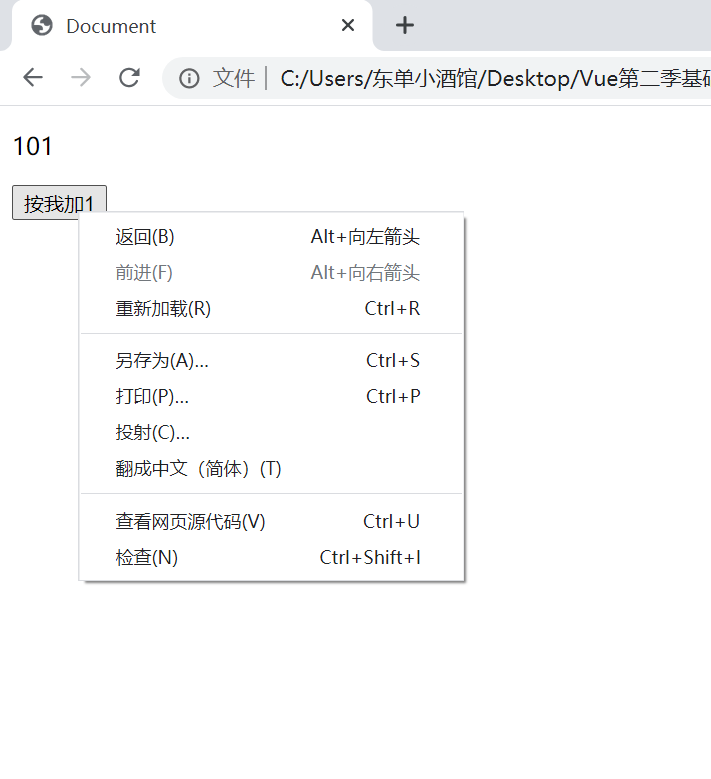 Document
文件 C:/Users/东单小酒馆/Desktop/Vue第二季基础
101
按我加1
返回(B) Alt+向左箭头
前进(F) Alt+向右箭头
重新加载(R) Ctrl+R
另存为(A)... Ctrl+S
打印(P)... Ctrl+P
投射(C)...
翻成中文（简体）(T)
查看网页源代码(V) Ctrl+U
检查(N) Ctrl+Shift+I